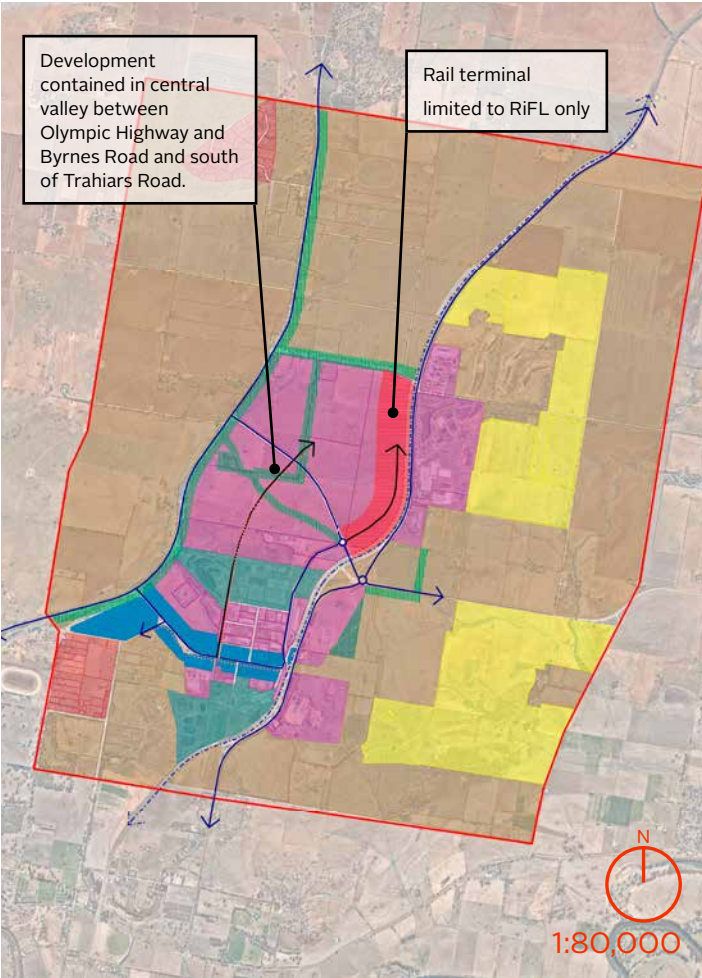 Development
contained in central
valley between
Olympic Highway and
Byrnes Road and south
of Trahiars Road.
Rail terminal
limited to RiFL only
N
1:80,000